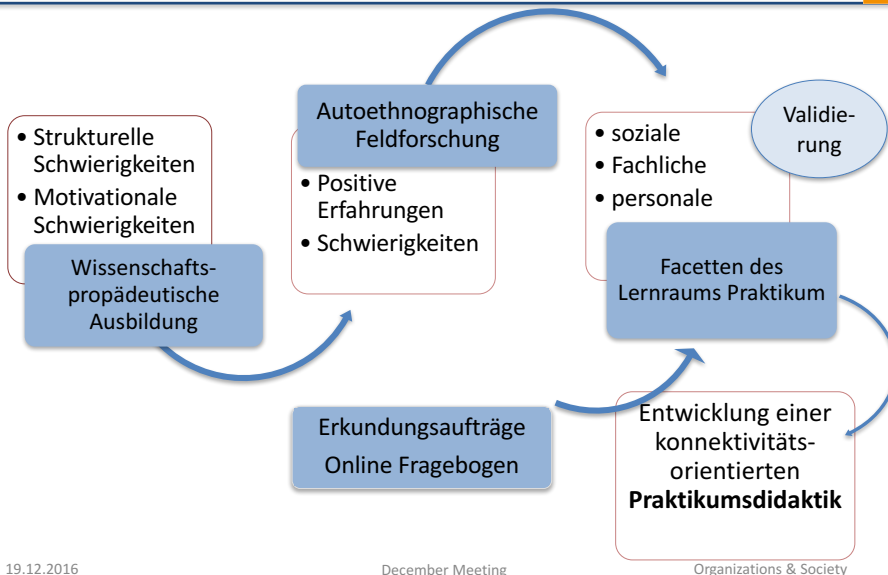 • Strukturelle
Schwierigkeiten
• Motivationale
Schwierigkeiten
Wissenschafts-
propädeutische
Ausbildung
Autoethnographische
Feldforschung
• Positive
Erfahrungen
• Schwierigkeiten
• soziale
• Fachliche
• personale
Validie-
rung
Facetten des
Lernraums Praktikum
Erkundungsaufträge
Online Fragebogen
Entwicklung einer
konnektivitäts-
orientierten
Praktikumsdidaktik
19.12.2016
December Meeting
Organizations & Society